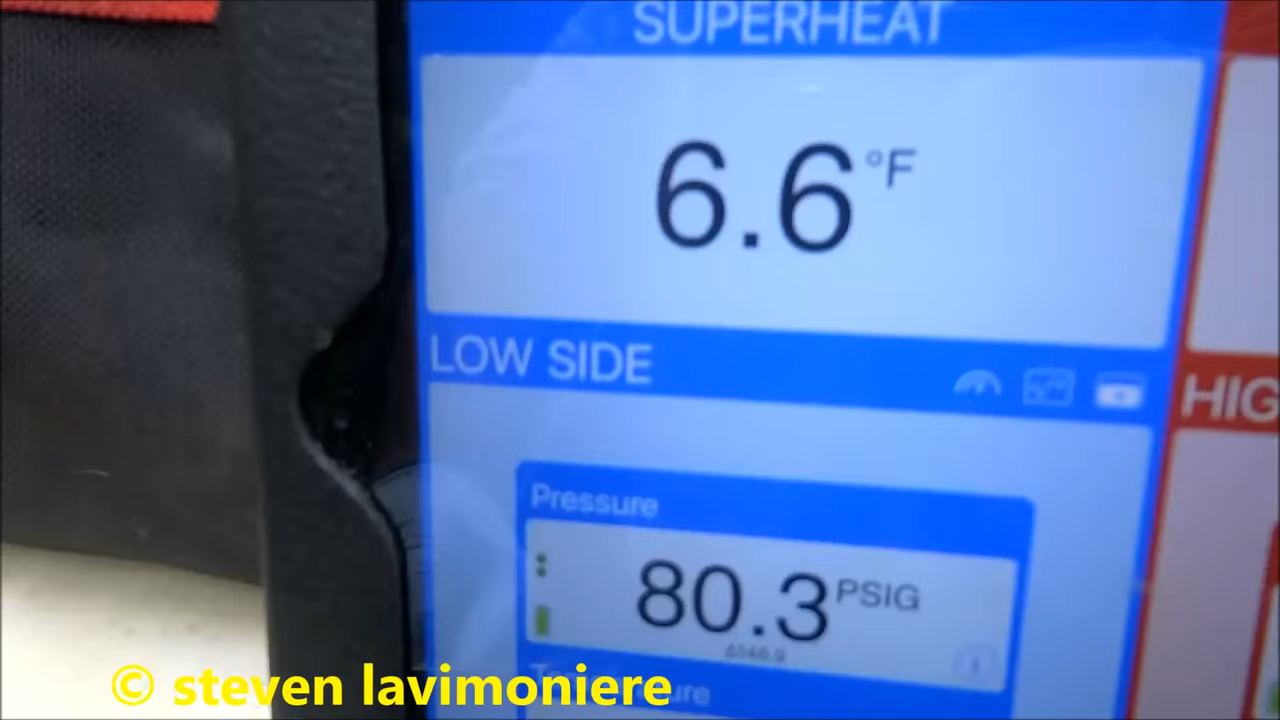 SUPERHEAT
6.6 °F
LOW SIDE
HIG
Pressure
80.3 PSIG
© steven lavimoniere